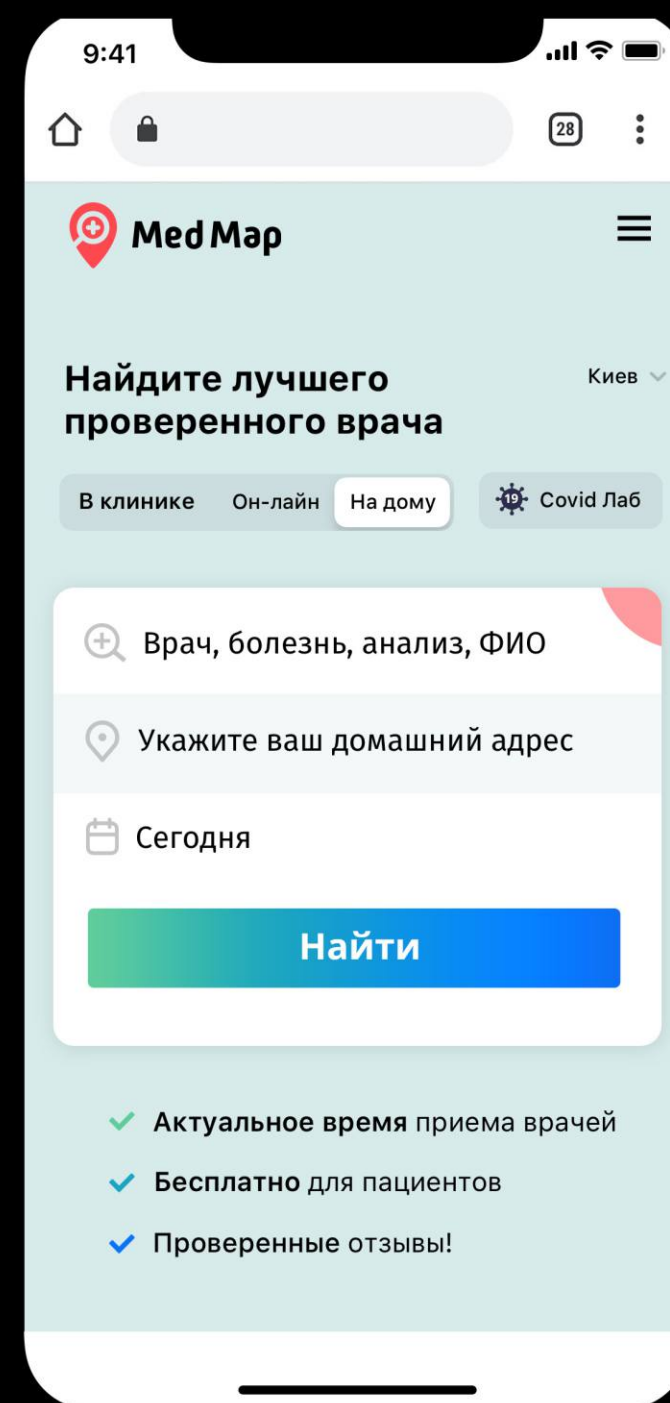 9:41
28
Med Map
Найдите лучшего
проверенного врача
Киев
В клинике Он-лайн На дому
19 Covid Лаб
Врач, болезнь, анализ, ФИО
Укажите ваш домашний адрес
Сегодня
Найти
Актуальное время приема врачей
Бесплатно для пациентов
Проверенные отзывы!